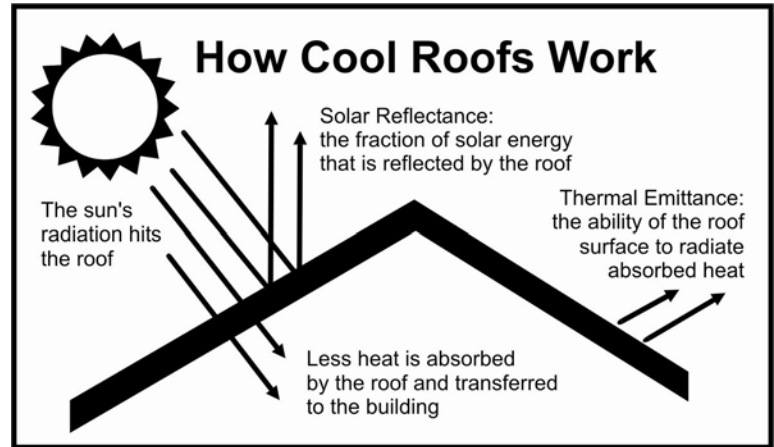 How Cool Roofs Work
Solar Reflectance:
the fraction of solar energy
that is reflected by the roof
The sun's
radiation hits
the roof
Thermal Emittance:
the ability of the roof
surface to radiate
absorbed heat
Less heat is absorbed
by the roof and transferred
to the building